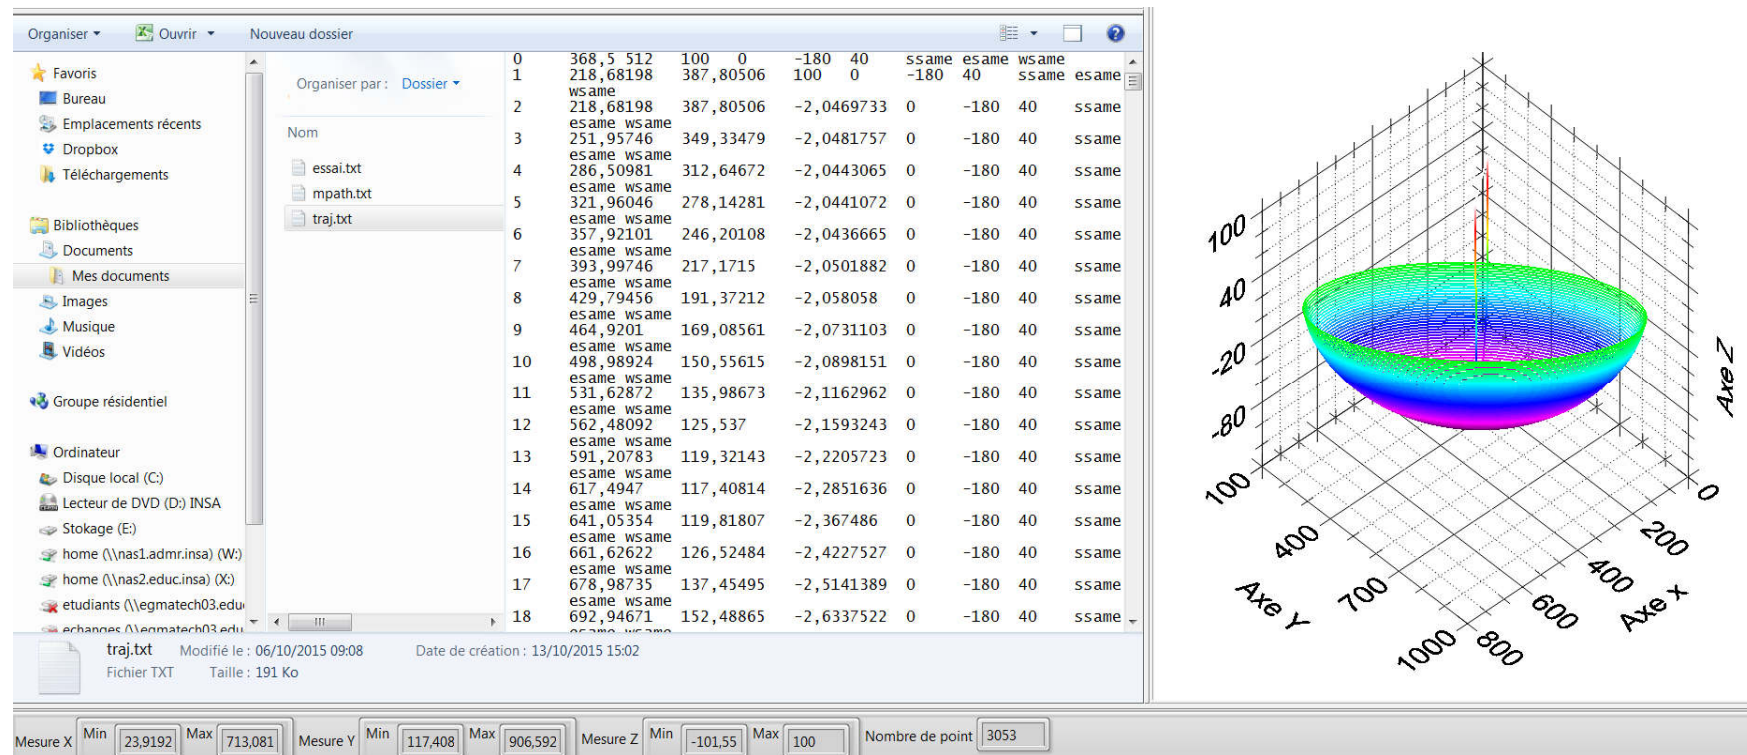 Organiser Ouvrir Nouveau dossier
Favoris
Bureau
Emplacements récents
Dropbox
Téléchargements
Bibliothèques
Documents
Mes documents
Images
Musique
Vidéos
Groupe résidentiel
Ordinateur
Disque local (C:)
Lecteur de DVD (D:) INSA
Stokage (E:)
home (\\nas1.admr.insa) (W:)
home (\\nas2.educ.insa) (X:)
etudiants (\\egmatech03.edu
echanges (\\egmatech03.edu
Organiser par : Dossier
Nom
essai.txt
mpath.txt
traj.txt
0 368,5 512 100 0 -180 40 ssame esame wsame
1 218,68198 387,80506 100 0 -180 40 ssame esame
wsame
2 218,68198 387,80506 -2,0469733 0 -180 40 ssame
esame wsame
3 251,95746 349,33479 -2,0481757 0 -180 40 ssame
esame wsame
4 286,50981 312,64672 -2,0443065 0 -180 40 ssame
esame wsame
5 321,96046 278,14281 -2,0441072 0 -180 40 ssame
esame wsame
6 357,92101 246,20108 -2,0436665 0 -180 40 ssame
esame wsame
7 393,99746 217,1715 -2,0501882 0 -180 40 ssame
esame wsame
8 429,79456 191,37212 -2,058058 0 -180 40 ssame
esame wsame
9 464,9201 169,08561 -2,0731103 0 -180 40 ssame
esame wsame
10 498,98924 150,55615 -2,0898151 0 -180 40 ssame
esame wsame
11 531,62872 135,98673 -2,1162962 0 -180 40 ssame
esame wsame
12 562,48092 125,537 -2,1593243 0 -180 40 ssame
esame wsame
13 591,20783 119,32143 -2,2205723 0 -180 40 ssame
esame wsame
14 617,4947 117,40814 -2,2851636 0 -180 40 ssame
esame wsame
15 641,05354 119,81807 -2,367486 0 -180 40 ssame
esame wsame
16 661,62622 126,52484 -2,4227527 0 -180 40 ssame
esame wsame
17 678,98735 137,45495 -2,5141389 0 -180 40 ssame
esame wsame
18 692,94671 152,48865 -2,6337522 0 -180 40 ssame
esame wsame
traj.txt Modifié le : 06/10/2015 09:08 Date de création : 13/10/2015 15:02
Fichier TXT Taille : 191 Ko
100
40
-20
-80
Axe Z
100
400
700
1000
Axe Y
0
200
400
600
800
Axe X
Mesure X Min 23,9192 Max 713,081 Mesure Y Min 117,408 Max 906,592 Mesure Z Min -101,55 Max 100 Nombre de point 3053